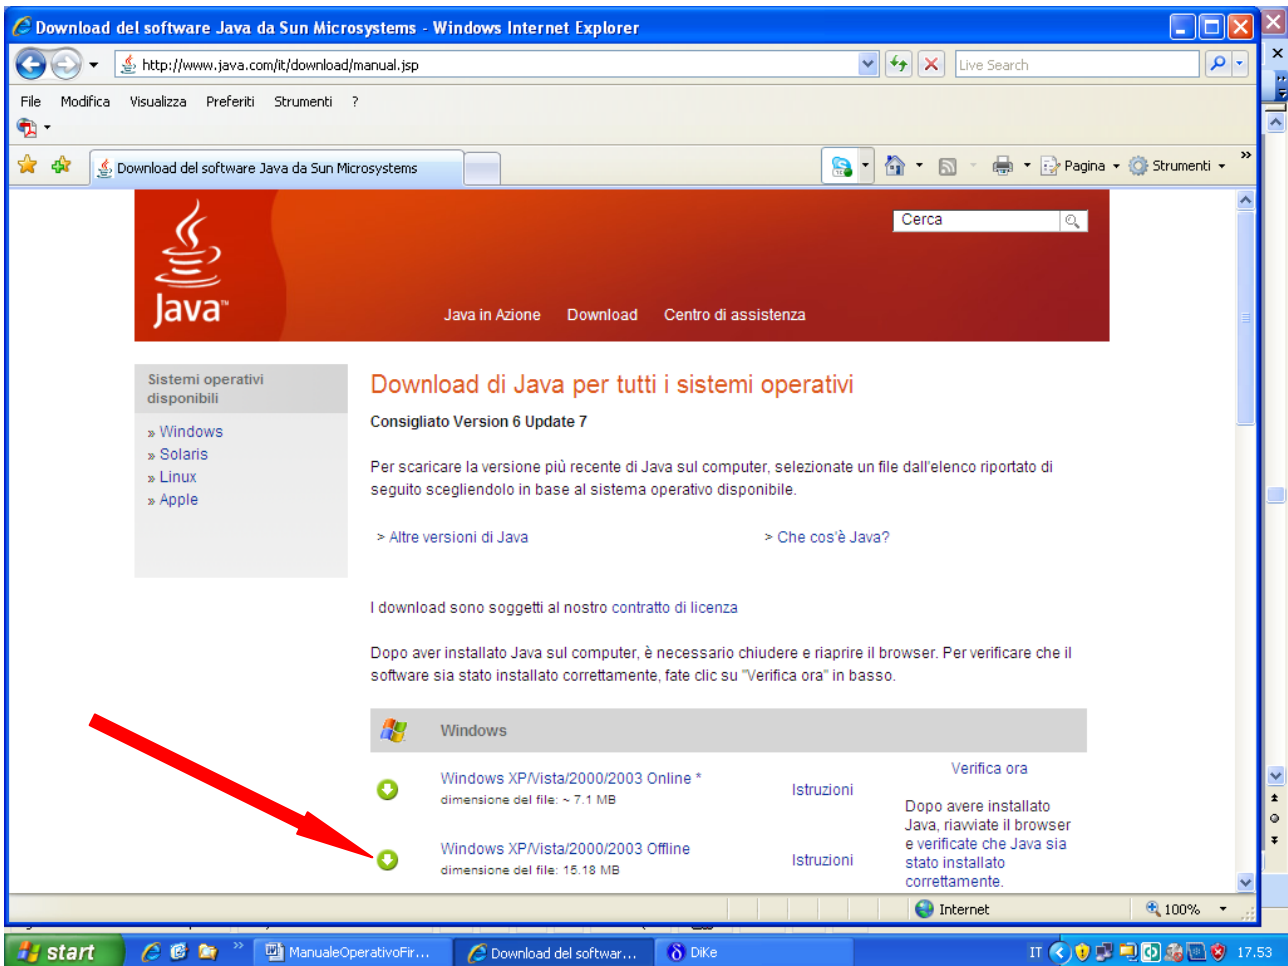 Download del software Java da Sun Microsystems - Windows Internet Explorer
http://www.java.com/it/download/manual.jsp
Live Search
File Modifica Visualizza Preferiti Strumenti ?
Download del software Java da Sun Microsystems
Pagina
Strumenti
»
Java™
Cerca
Java in Azione Download Centro di assistenza
Sistemi operativi
disponibili
» Windows
» Solaris
» Linux
» Apple
Download di Java per tutti i sistemi operativi
Consigliato Version 6 Update 7
Per scaricare la versione più recente di Java sul computer, selezionate un file dall'elenco riportato di
seguito scegliendolo in base al sistema operativo disponibile.
> Altre versioni di Java
> Che cos'è Java?
I download sono soggetti al nostro contratto di licenza
Dopo aver installato Java sul computer, è necessario chiudere e riaprire il browser. Per verificare che il
software sia stato installato correttamente, fate clic su "Verifica ora" in basso.
Windows
Windows XP/Vista/2000/2003 Online *
dimensione del file: ~ 7.1 MB
Istruzioni
Windows XP/Vista/2000/2003 Offline
dimensione del file: 15.18 MB
Istruzioni
Verifica ora
Dopo avere installato
Java, riavviate il browser
e verificate che Java sia
stato installato
correttamente.
Internet
100%
start
»
ManualeOperativoFir...
Download del softwar...
DiKe
IT
17.53